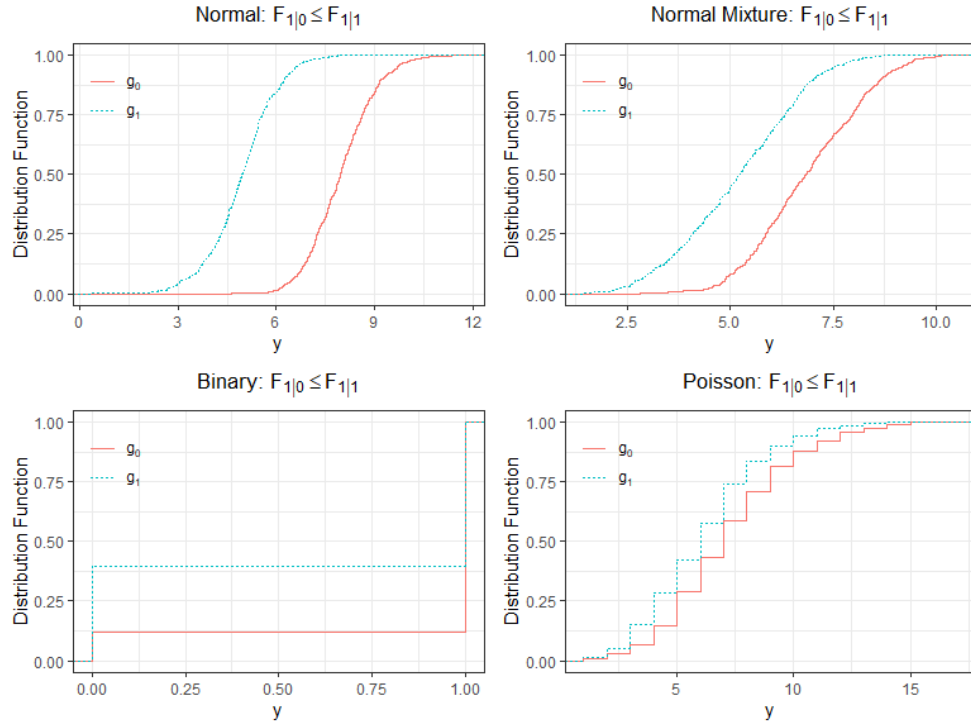 Normal: F1|0 ≤ F1|1
1.00
0.75
0.50
0.25
0.00
Distribution Function
g0
g1
0
3
6
9
12
y
Normal Mixture: F1|0 ≤ F1|1
1.00
0.75
0.50
0.25
0.00
Distribution Function
g0
g1
2.5
5.0
7.5
10.0
y
Binary: F1|0 ≤ F1|1
1.00
0.75
0.50
0.25
0.00
Distribution Function
g0
g1
0.00
0.25
0.50
0.75
1.00
y
Poisson: F1|0 ≤ F1|1
1.00
0.75
0.50
0.25
0.00
Distribution Function
g0
g1
5
10
15
y